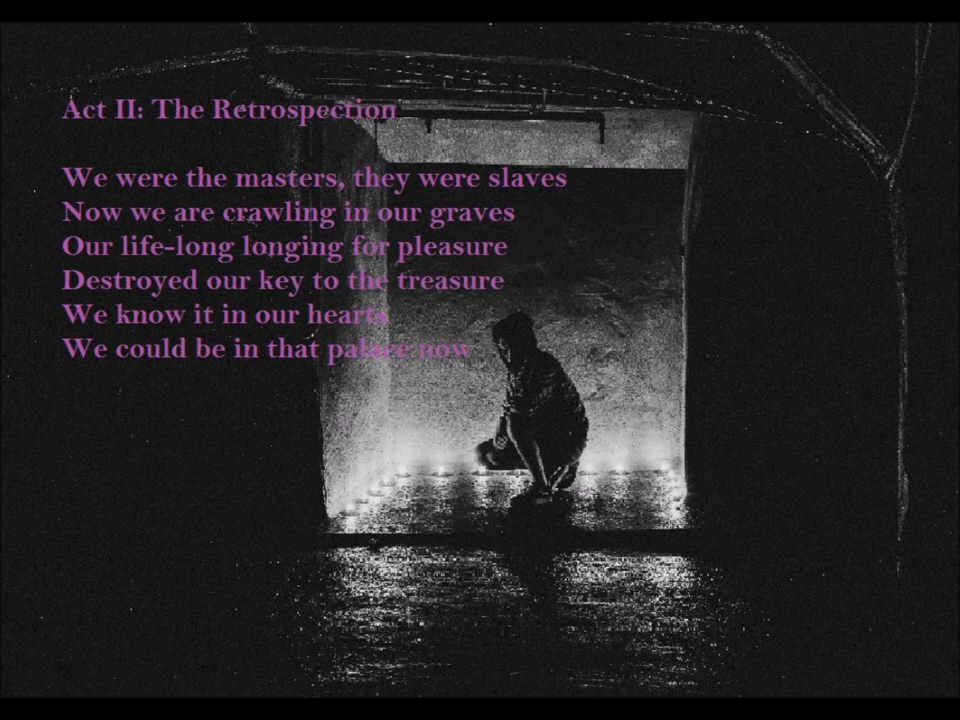 Act II: The Retrospection
We were the masters, they were slaves
Now we are crawling in our graves
Our life-long longing for pleasure
Destroyed our key to the treasure
We know it in our hearts
We could be in that palace now